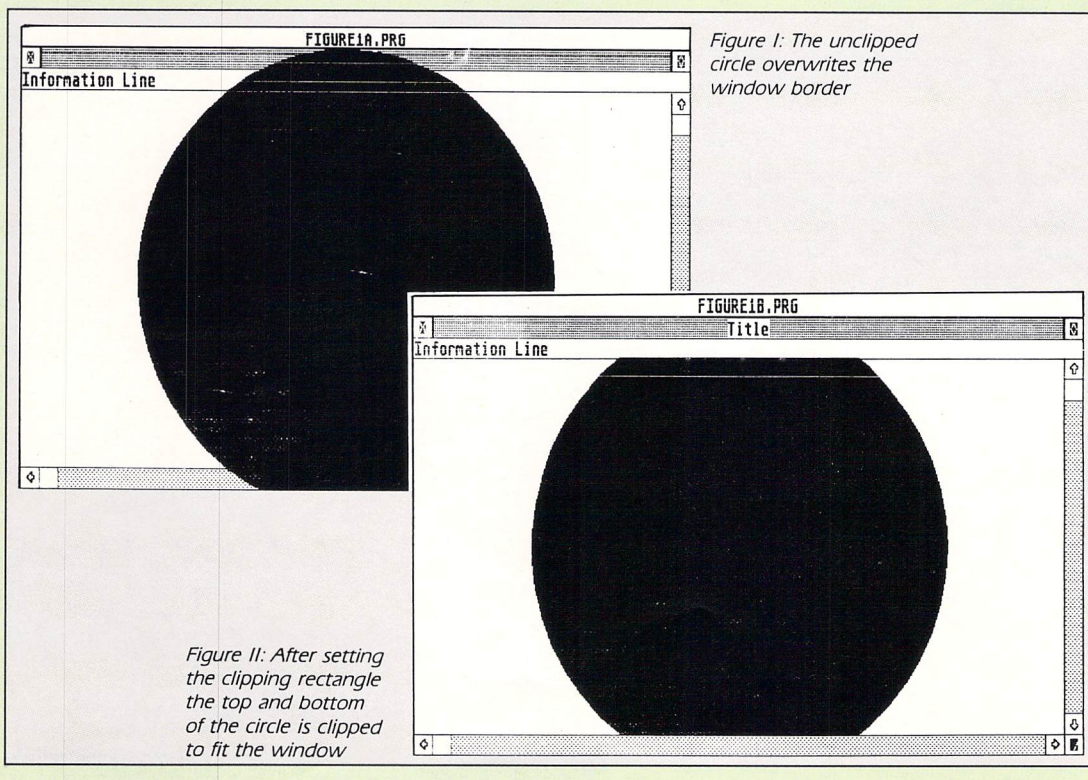 FIGURE1A.PRG
Information Line
Figure I: The unclipped
circle overwrites the
window border
FIGURE1B.PRG
Title
Information Line
Figure II: After setting
the clipping rectangle
the top and bottom
of the circle is clipped
to fit the window